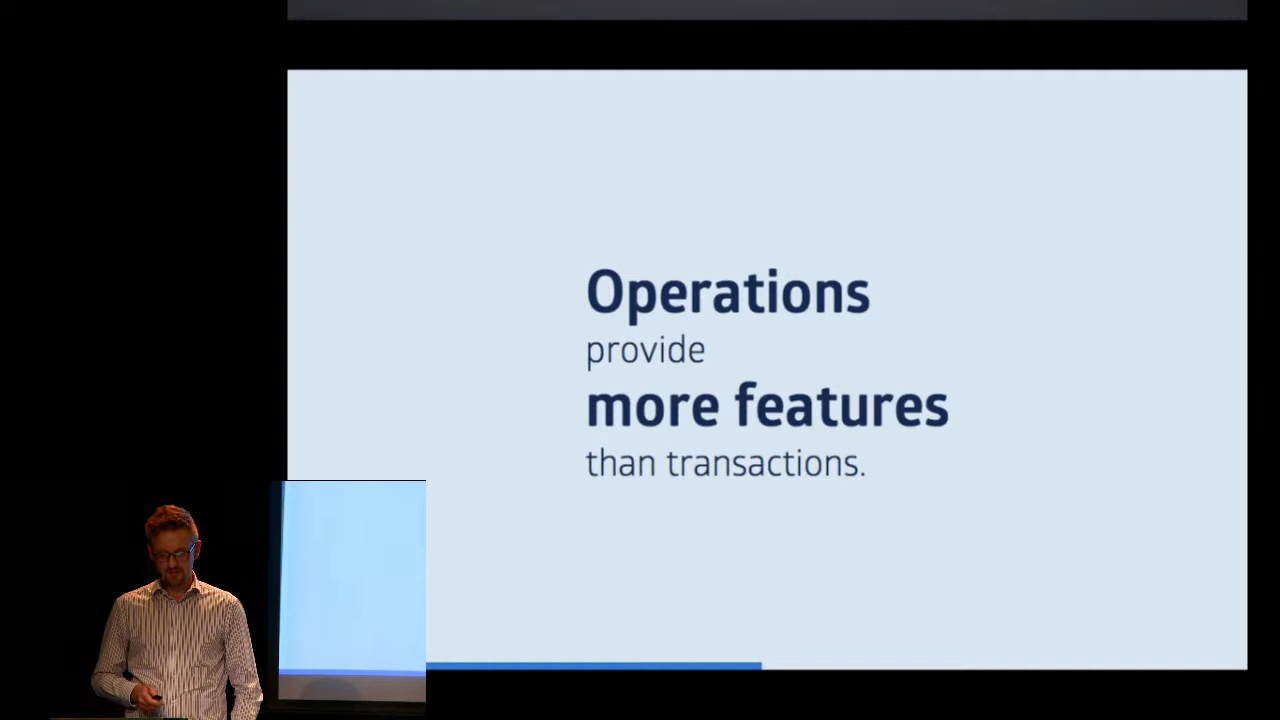 Operations
provide
more features
than transactions.